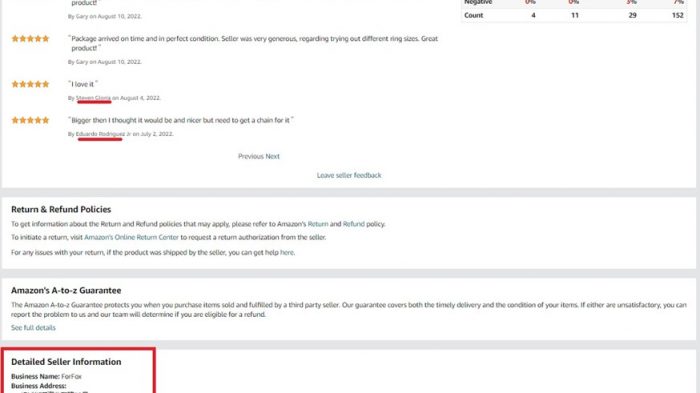 product!"
By Gary on August 10, 2022.
Negative 0% 0% 3% 7%
Count 4 11 29 152
"Package arrived on time and in perfect condition. Seller was very generous, regarding trying out different ring sizes. Great
product!"
By Gary on August 10, 2022.
"I love it"
By Steven on August 4, 2022.
"Bigger then I thought it would be and nicer but need to get a chain for it"
By Eduardo Rodriguez Jr on July 2, 2022.
Previous Next
Leave seller feedback
Return & Refund Policies
To get information about the Return and Refund policies that may apply, please refer to Amazon's Return and Refund policy.
To initiate a return, visit Amazon's Online Return Center to request a return authorization from the seller.
For any issues with your return, if the product was shipped by the seller, you can get help here.
Amazon's A-to-z Guarantee
The Amazon A-to-z Guarantee protects you when you purchase items sold and fulfilled by a third party seller. Our guarantee covers both the timely delivery and the condition of your items. If either are unsatisfactory, you can
report the problem to us and our team will determine if you are eligible for a refund.
See full details
Detailed Seller Information
Business Name: ForFox
Business Address: